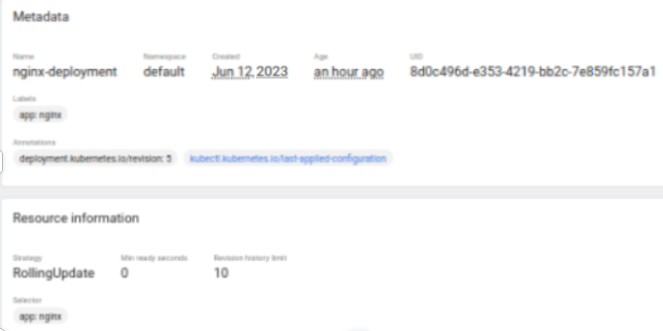 Metadata
Name Namespace Created Age UID
nginx-deployment default Jun 12, 2023 an hour ago 8d0c496d-e353-4219-bb2c-7e859fc157a1
Labels
app: nginx
Annotations
deployment.kubernetes.io/revision: 5 kubectl.kubernetes.io/last-applied-configuration
Resource information
Strategy Min ready seconds Revision history limit
RollingUpdate 0 10
Selector
app: nginx